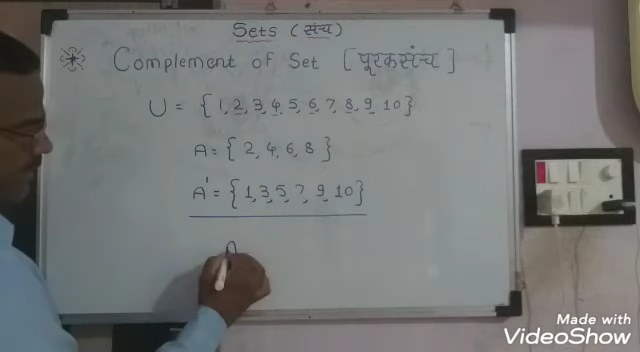 Sets (संच)
Complement of Set [पूरकसंच]
U = { 1, 2, 3, 4, 5, 6, 7, 8, 9, 10}
A = { 2, 4, 6, 8 }
A' = { 1, 3, 5, 7, 9, 10 }
Made with
VideoShow